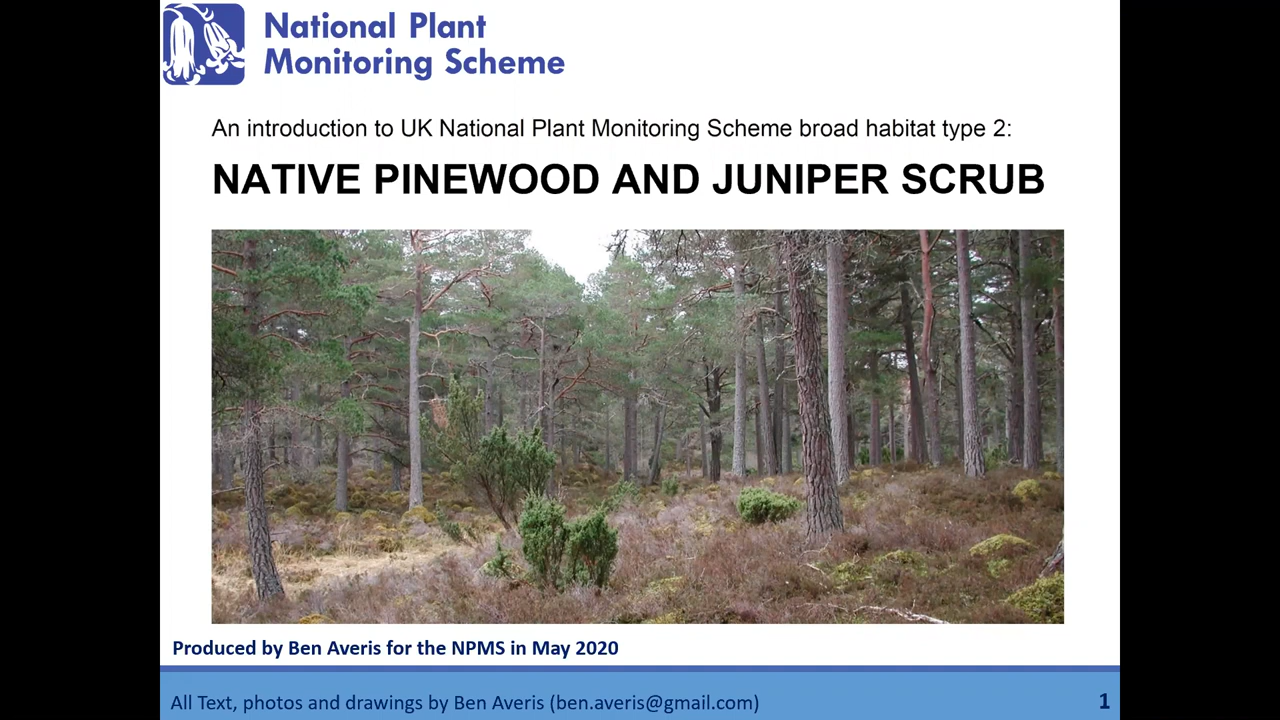 National Plant
Monitoring Scheme
An introduction to UK National Plant Monitoring Scheme broad habitat type 2:
NATIVE PINEWOOD AND JUNIPER SCRUB
Produced by Ben Averis for the NPMS in May 2020
All Text, photos and drawings by Ben Averis (ben.averis@gmail.com)
1